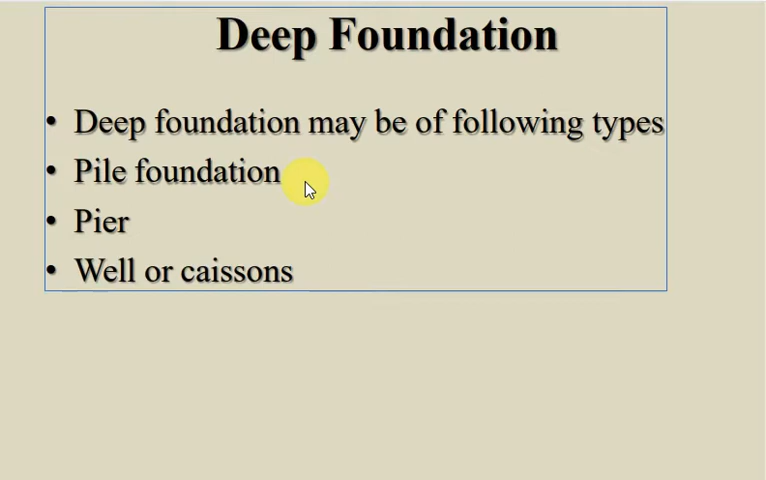 Deep Foundation
• Deep foundation may be of following types
• Pile foundation
• Pier
• Well or caissons